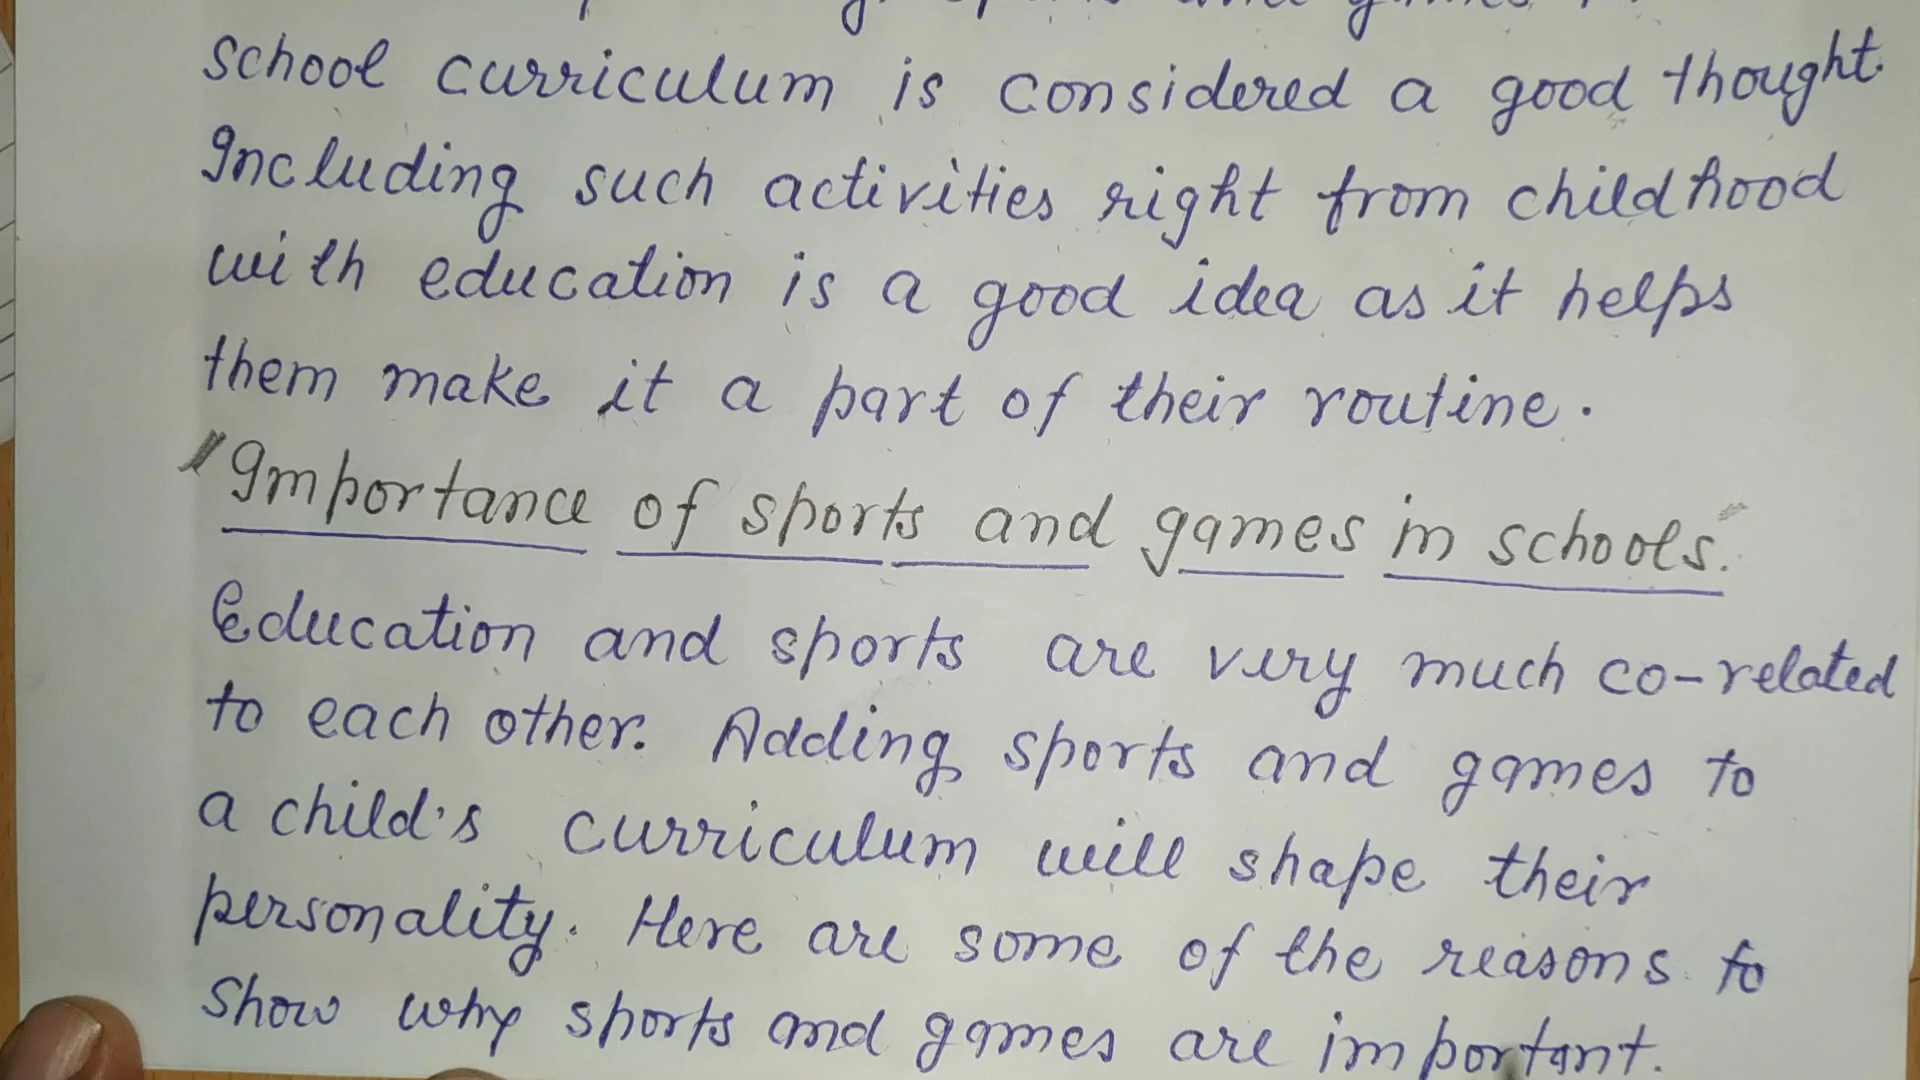 sports and games
school curriculum is considered a good thought.
Including such activities right from childhood
with education is a good idea as it helps
them make it a part of their routine.
"Importance of sports and games in schools."
Education and sports are very much co-related
to each other. Adding sports and games to
a child's curriculum will shape their
personality. Here are some of the reasons to
show why sports and games are important.